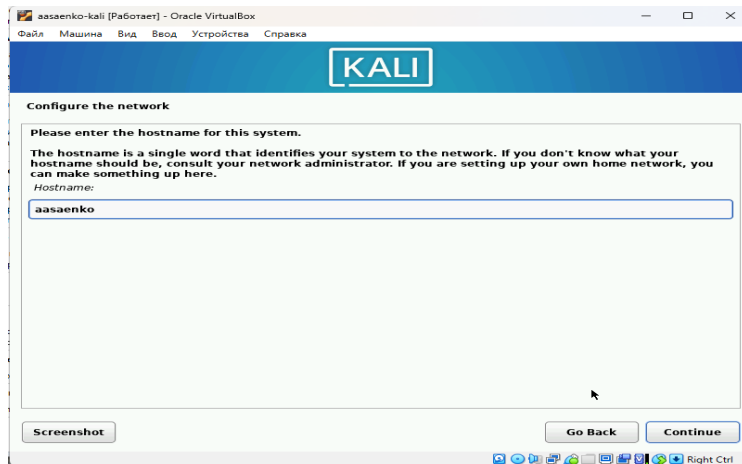 aasaenko-kali [Работает] - Oracle VirtualBox
Файл Машина Вид Ввод Устройства Справка
KALI
Configure the network
Please enter the hostname for this system.
The hostname is a single word that identifies your system to the network. If you don't know what your
hostname should be, consult your network administrator. If you are setting up your own home network, you
can make something up here.
Hostname:
aasaenko
Screenshot
Go Back
Continue
Right Ctrl